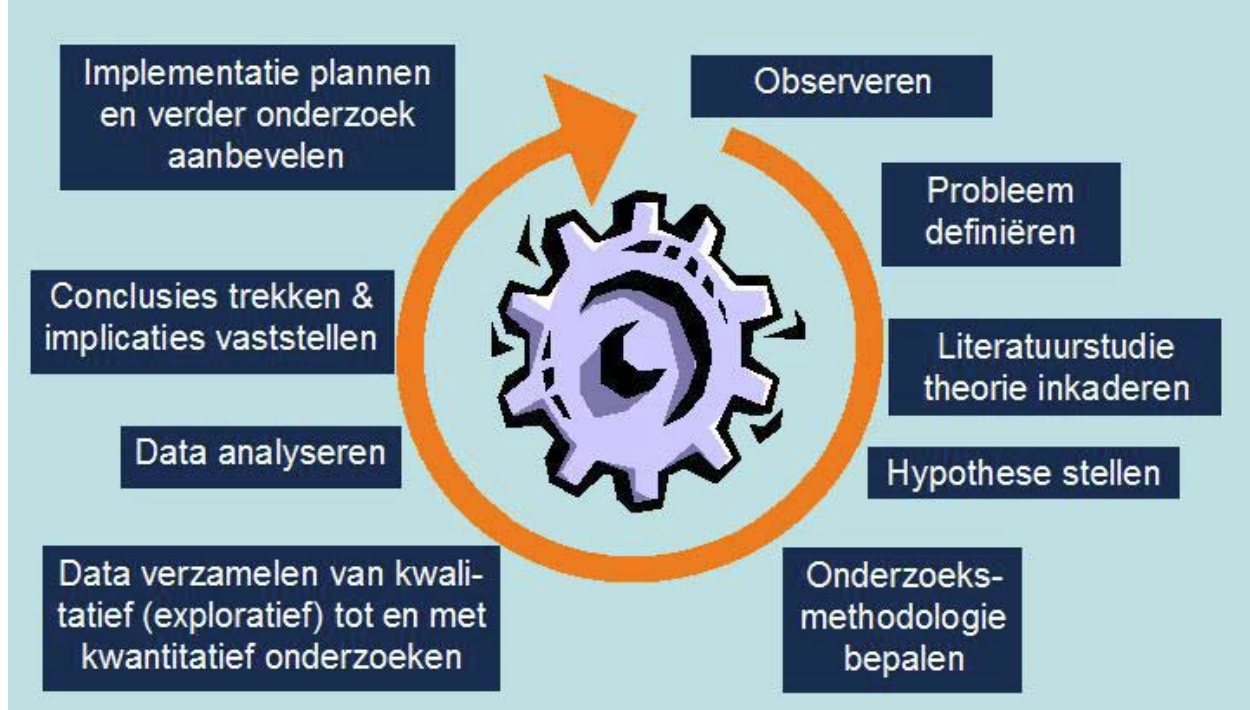 Observeren
Probleem
definiëren
Literatuurstudie
theorie inkaderen
Hypothese stellen
Onderzoeks-
methodologie
bepalen
Data verzamelen van kwali-
tatief (exploratief) tot en met
kwantitatief onderzoeken
Data analyseren
Conclusies trekken &
implicaties vaststellen
Implementatie plannen
en verder onderzoek
aanbevelen